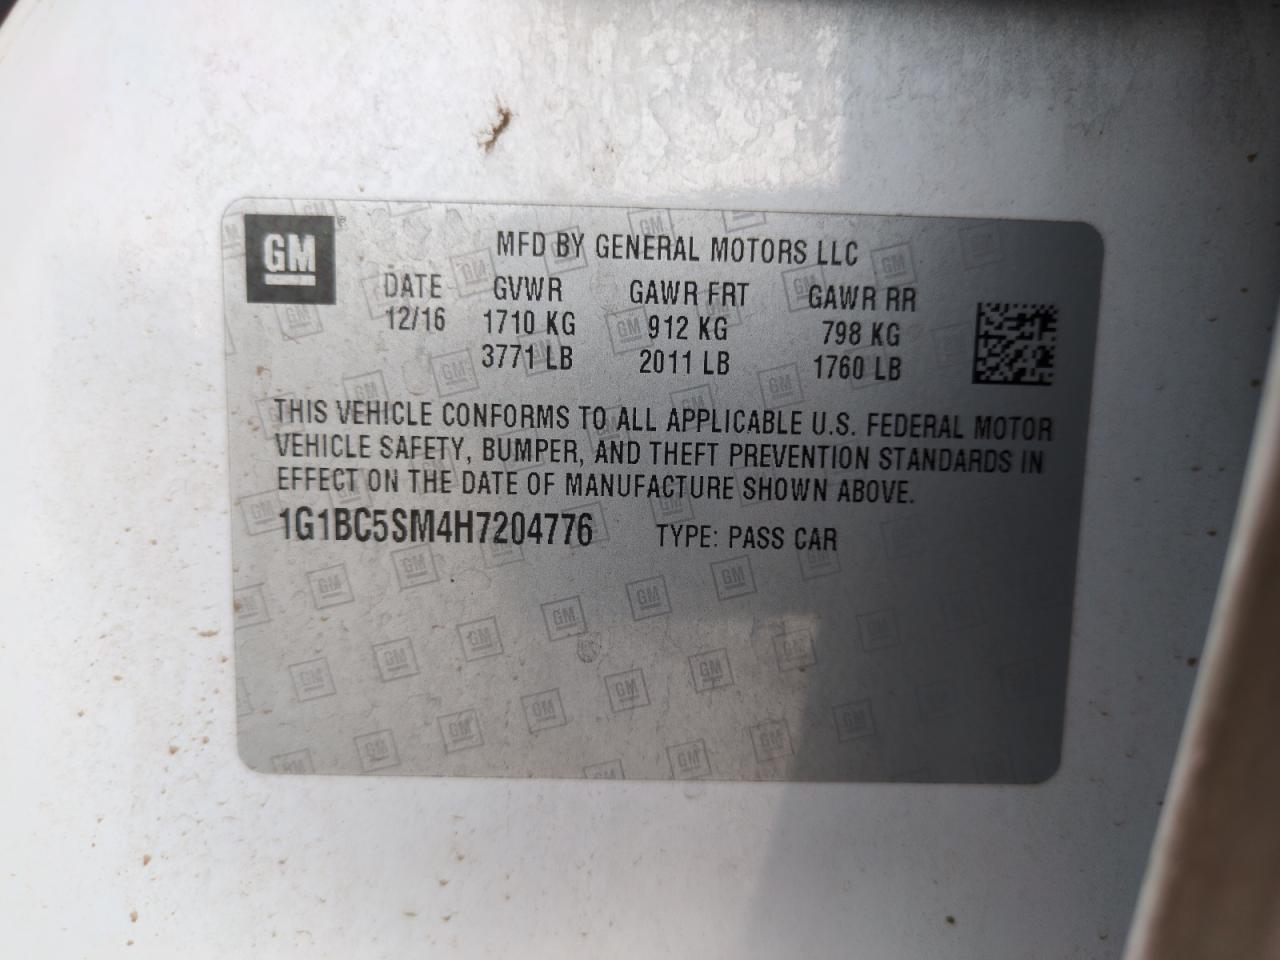 GM
MFD BY GENERAL MOTORS LLC
DATE GVWR GAWR FRT GAWR RR
12/16 1710 KG 912 KG 798 KG
3771 LB 2011 LB 1760 LB
THIS VEHICLE CONFORMS TO ALL APPLICABLE U.S. FEDERAL MOTOR
VEHICLE SAFETY, BUMPER, AND THEFT PREVENTION STANDARDS IN
EFFECT ON THE DATE OF MANUFACTURE SHOWN ABOVE.
1G1BC5SM4H7204776 TYPE: PASS CAR